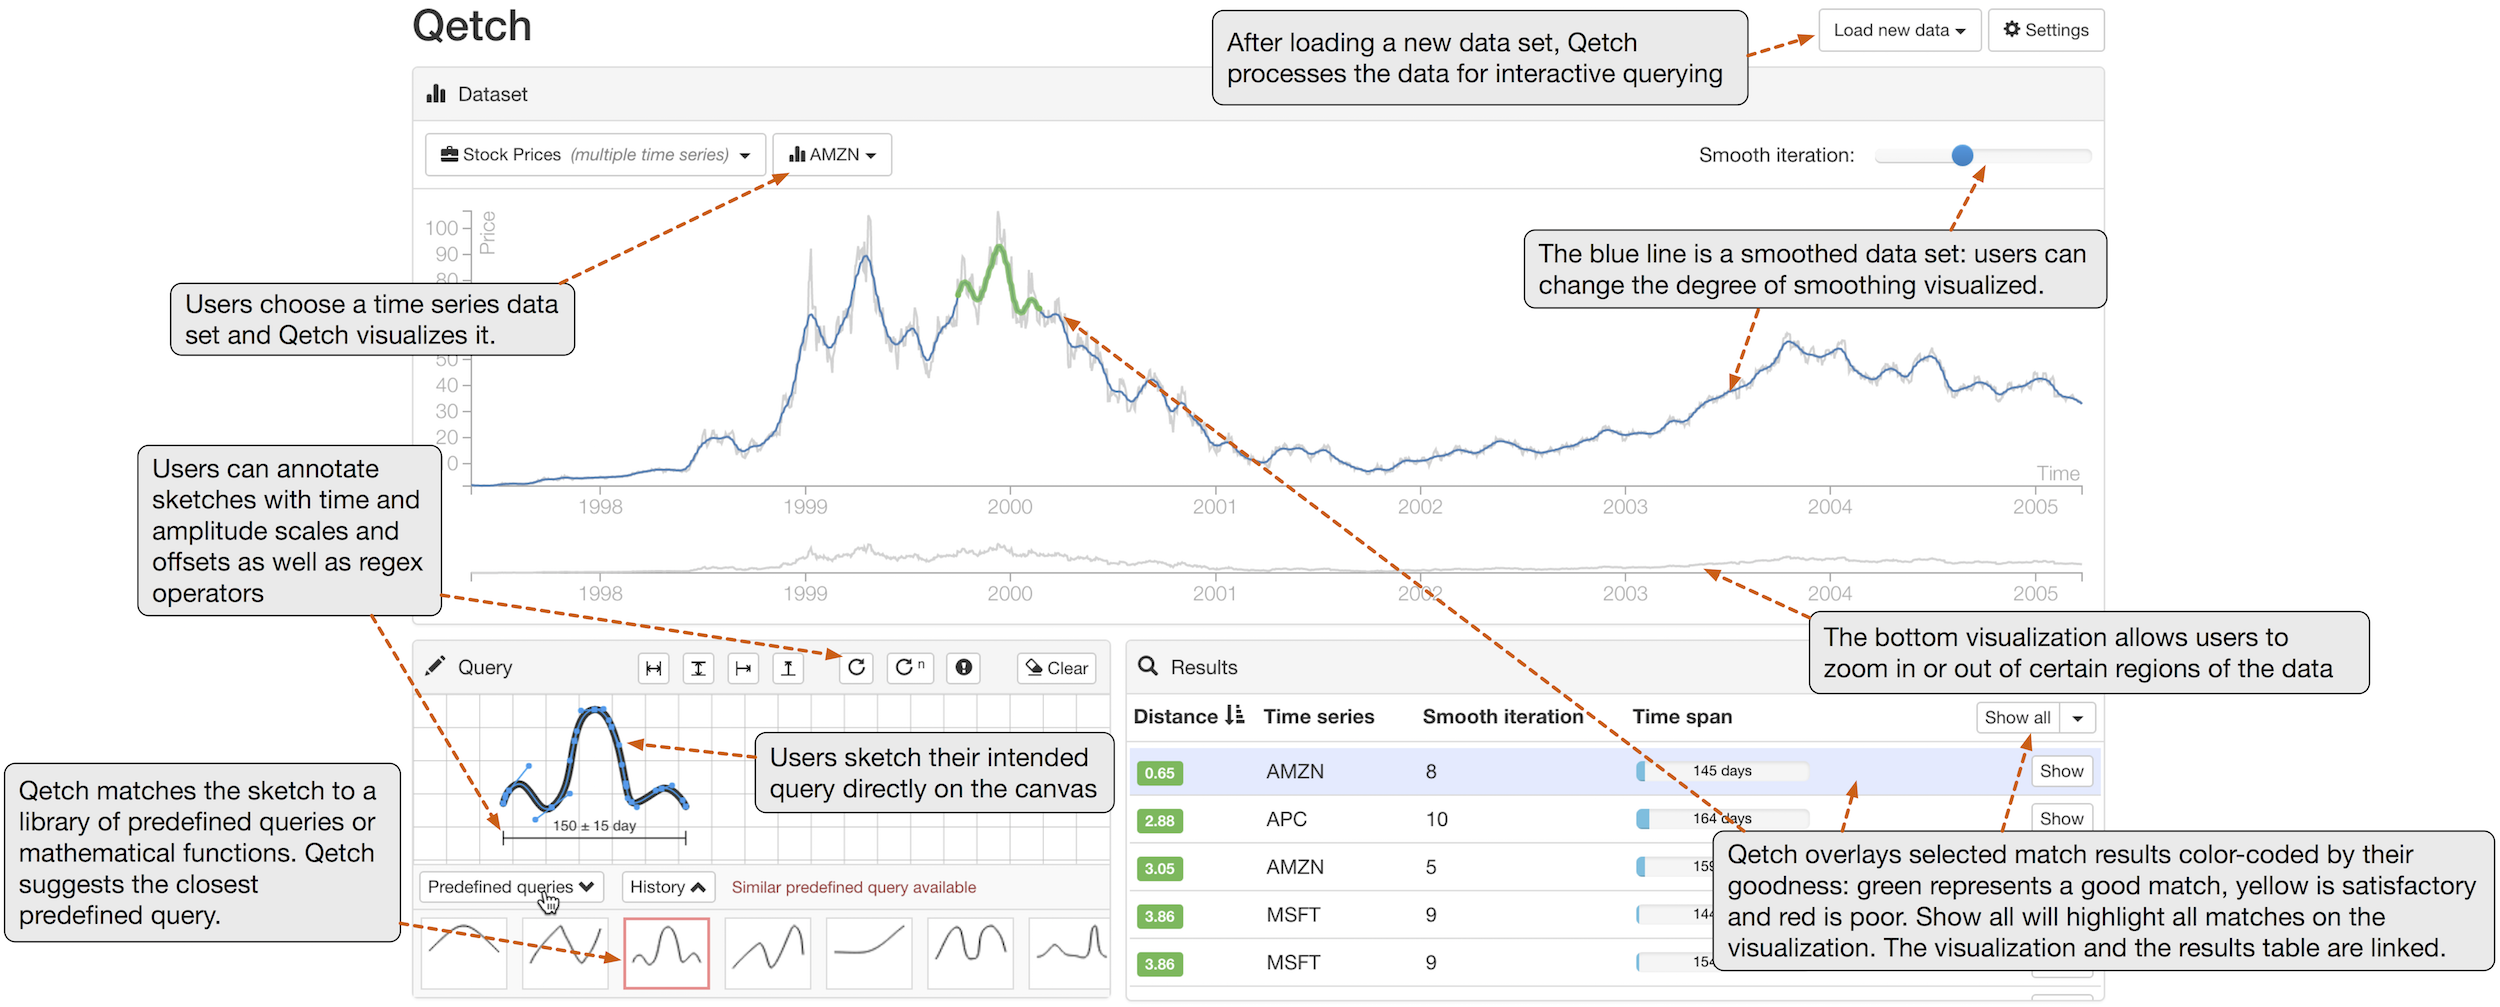 Qetch
After loading a new data set, Qetch
processes the data for interactive querying
Load new data
Settings
Dataset
Stock Prices (multiple time series)
AMZN
Smooth iteration:
Price
100
90
80
50
40
30
20
0
Time
Users choose a time series data
set and Qetch visualizes it.
The blue line is a smoothed data set: users can
change the degree of smoothing visualized.
1998
1999
2000
2001
2002
2003
2004
2005
Users can annotate
sketches with time and
amplitude scales and
offsets as well as regex
operators
1998
1999
2000
2001
2002
2003
2004
2005
The bottom visualization allows users to
zoom in or out of certain regions of the data
Query
n
Clear
150 ± 15 day
Users sketch their intended
query directly on the canvas
Qetch matches the sketch to a
library of predefined queries or
mathematical functions. Qetch
suggests the closest
predefined query.
Predefined queries
History
Similar predefined query available
Results
Distance Time series Smooth iteration Time span
Show all
0.65 AMZN 8 145 days Show
2.88 APC 10 164 days Show
3.05 AMZN 5 159
3.86 MSFT 9 144
3.86 MSFT 9 154
Qetch overlays selected match results color-coded by their
goodness: green represents a good match, yellow is satisfactory
and red is poor. Show all will highlight all matches on the
visualization. The visualization and the results table are linked.